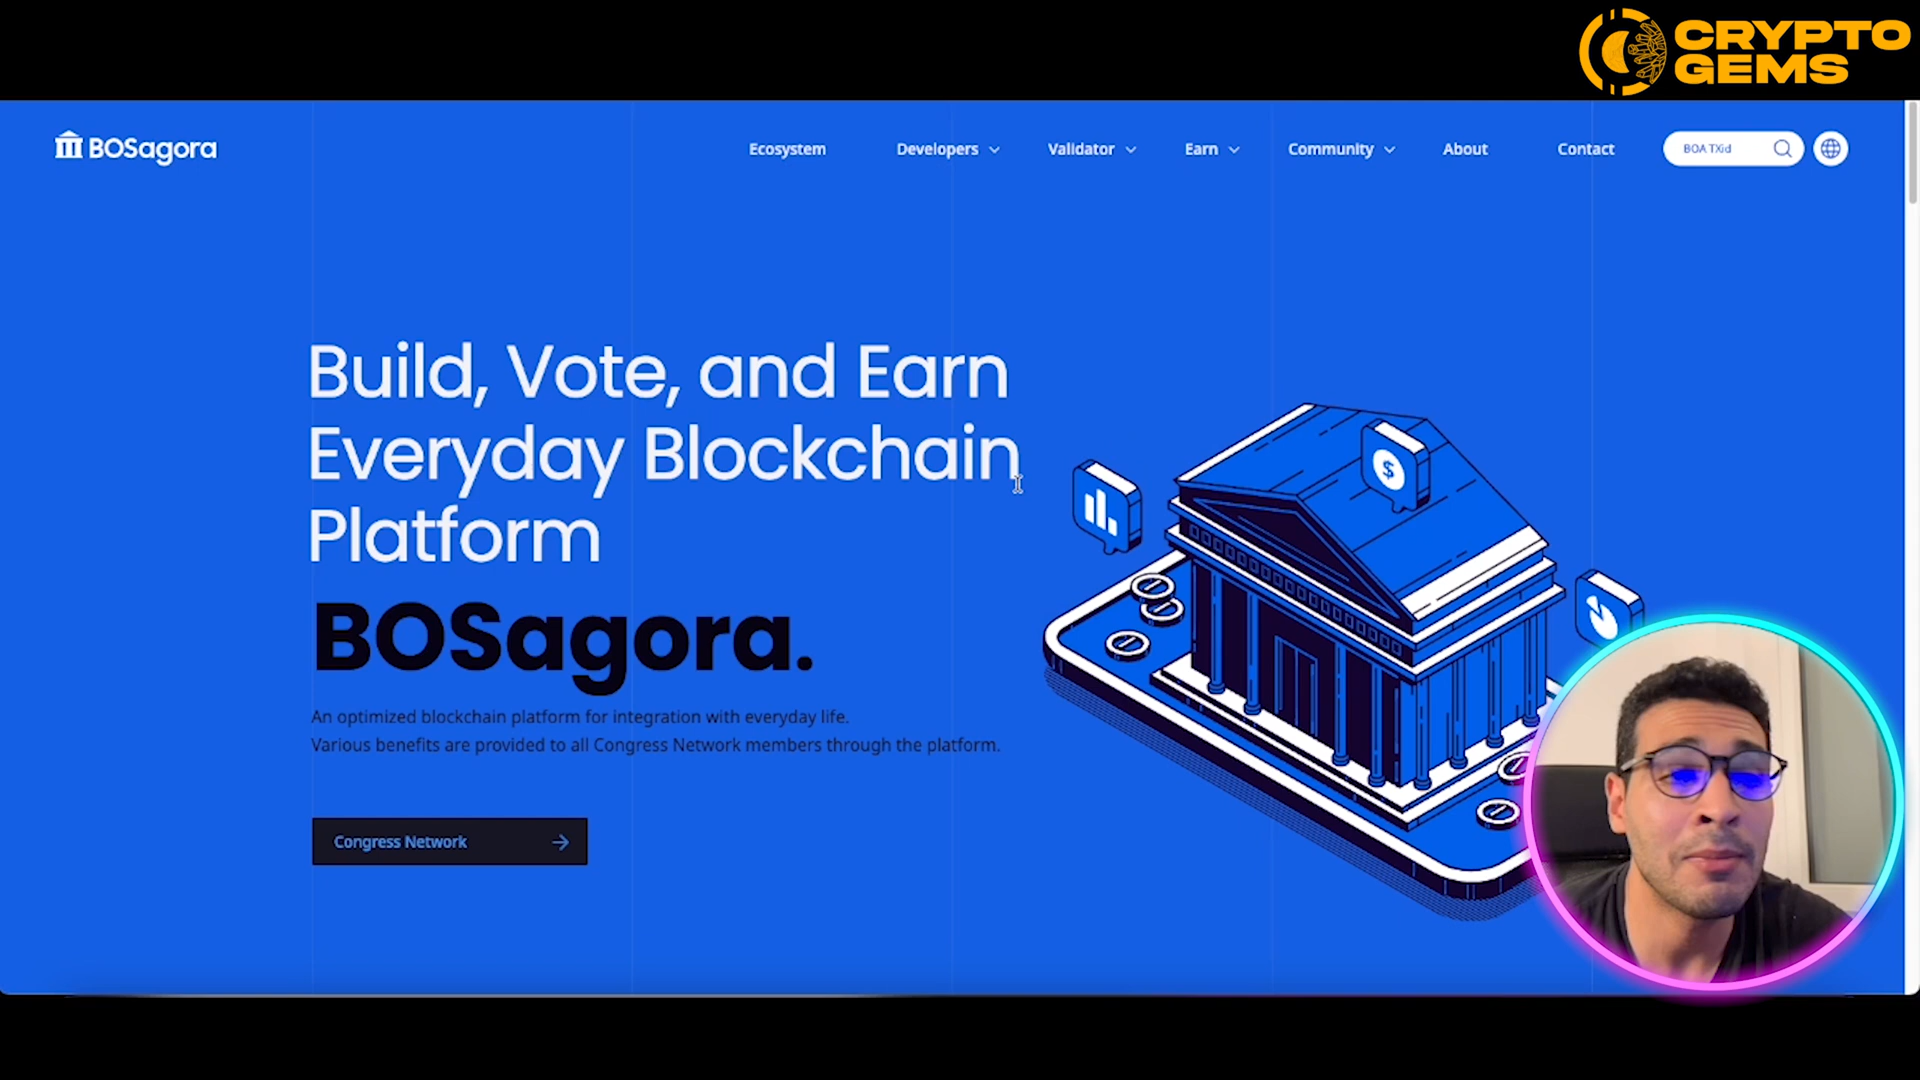 CRYPTO
GEMS
BOSagora
Ecosystem
Developers
Validator
Earn
Community
About
Contact
BOA TXid
Build, Vote, and Earn
Everyday Blockchain
Platform
BOSagora.
An optimized blockchain platform for integration with everyday life.
Various benefits are provided to all Congress Network members through the platform.
Congress Network
$